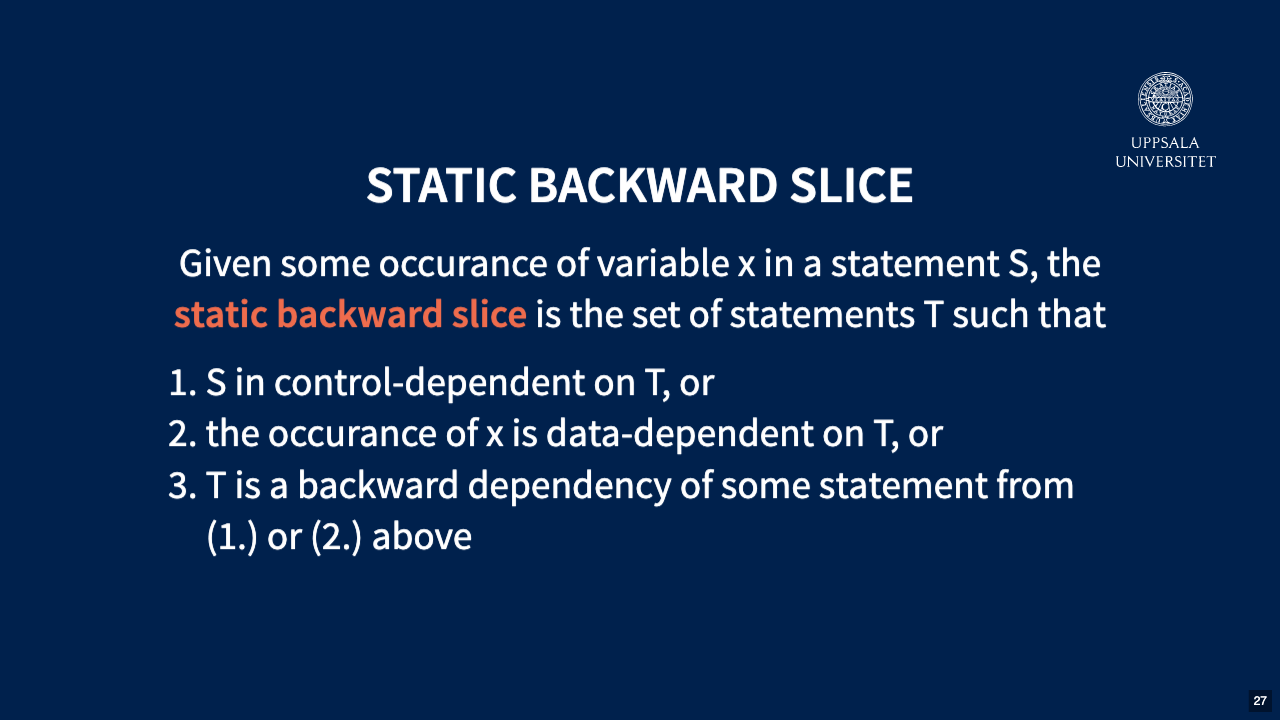 UPPSALA
UNIVERSITET
STATIC BACKWARD SLICE
Given some occurance of variable x in a statement S, the
static backward slice is the set of statements T such that
1. S in control-dependent on T, or
2. the occurance of x is data-dependent on T, or
3. T is a backward dependency of some statement from
(1.) or (2.) above
27